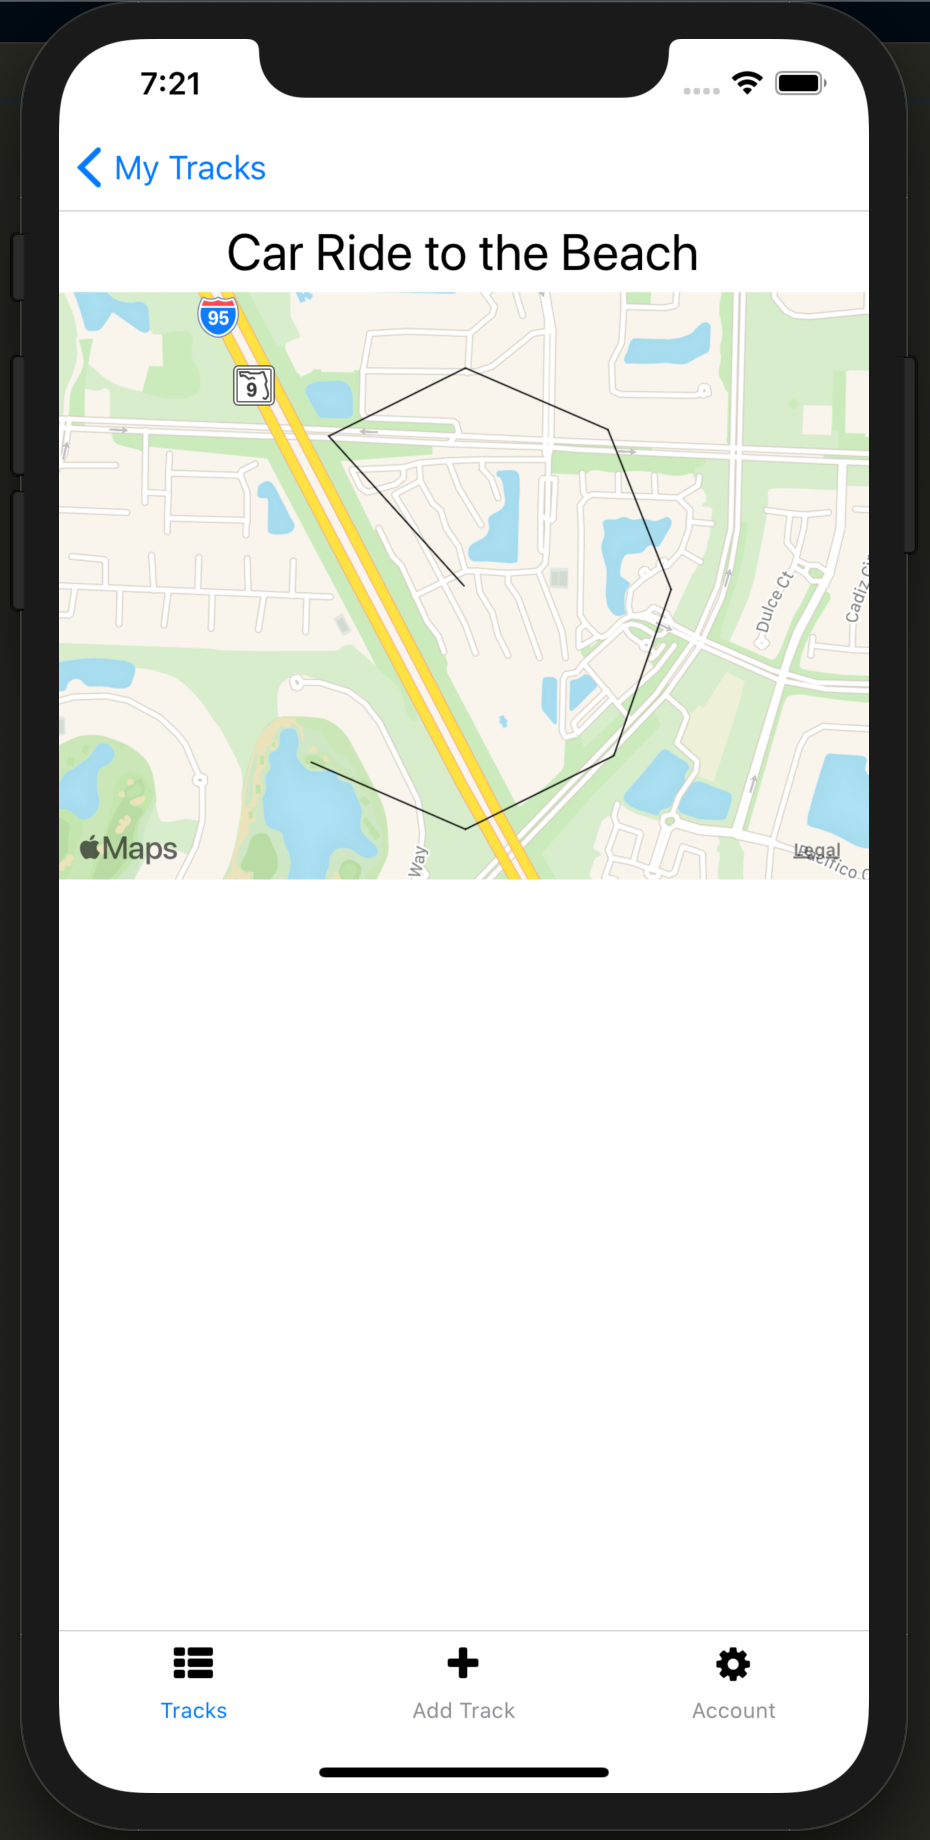 7:21
My Tracks
Car Ride to the Beach
95
9
Dulce Ct
Cadiz Ci
Way
Maps
Legal
Pacifico C
Tracks
Add Track
Account